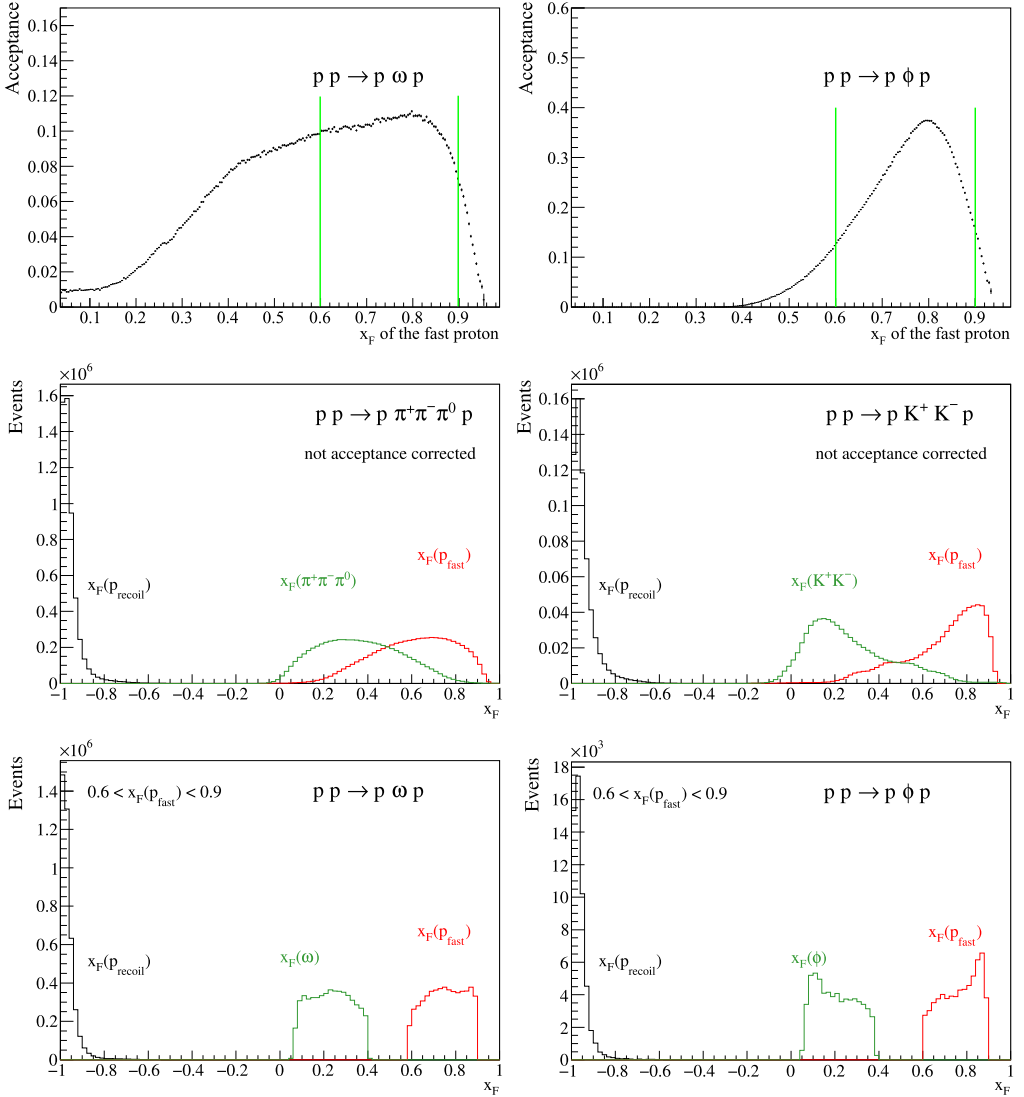 Acceptance
0.16
0.14
0.12
0.1
0.08
0.06
0.04
0.02
0
p p → p ω p
0.1 0.2 0.3 0.4 0.5 0.6 0.7 0.8 0.9
x_F of the fast proton
Acceptance
0.6
0.5
0.4
0.3
0.2
0.1
0
p p → p ϕ p
0.1 0.2 0.3 0.4 0.5 0.6 0.7 0.8 0.9
x_F of the fast proton
×10⁶
Events
1.6
1.4
1.2
1
0.8
0.6
0.4
0.2
0
p p → p π⁺π⁻π⁰ p
not acceptance corrected
x_F(p_fast)
x_F(p_recoil)
x_F(π⁺π⁻π⁰)
−1 −0.8 −0.6 −0.4 −0.2 0 0.2 0.4 0.6 0.8 1
x_F
×10⁶
Events
0.16
0.14
0.12
0.1
0.08
0.06
0.04
0.02
0
p p → p K⁺ K⁻ p
not acceptance corrected
x_F(p_fast)
x_F(p_recoil)
x_F(K⁺K⁻)
−1 −0.8 −0.6 −0.4 −0.2 0 0.2 0.4 0.6 0.8 1
x_F
×10⁶
Events
1.4
1.2
1
0.8
0.6
0.4
0.2
0
0.6 < x_F(p_fast) < 0.9
p p → p ω p
x_F(p_fast)
x_F(p_recoil)
x_F(ω)
−1 −0.8 −0.6 −0.4 −0.2 0 0.2 0.4 0.6 0.8 1
x_F
×10³
Events
18
16
14
12
10
8
6
4
2
0
0.6 < x_F(p_fast) < 0.9
p p → p ϕ p
x_F(p_fast)
x_F(p_recoil)
x_F(ϕ)
−1 −0.8 −0.6 −0.4 −0.2 0 0.2 0.4 0.6 0.8 1
x_F